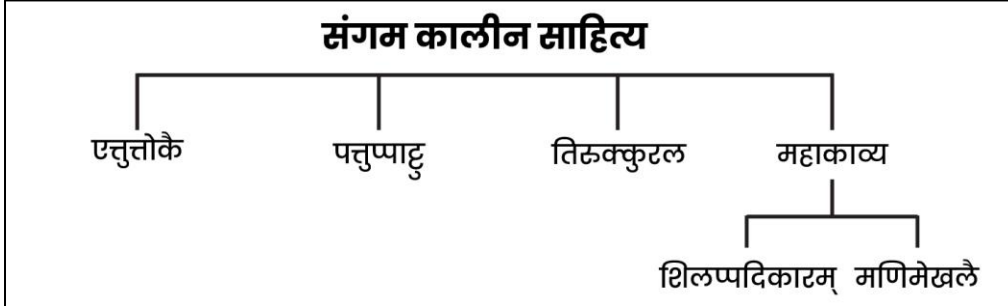 संगम कालीन साहित्य
एत्तुत्तोकै पत्तुप्पाट्टु तिरुक्कुरल महाकाव्य
शिलप्पदिकारम् मणिमेखलै